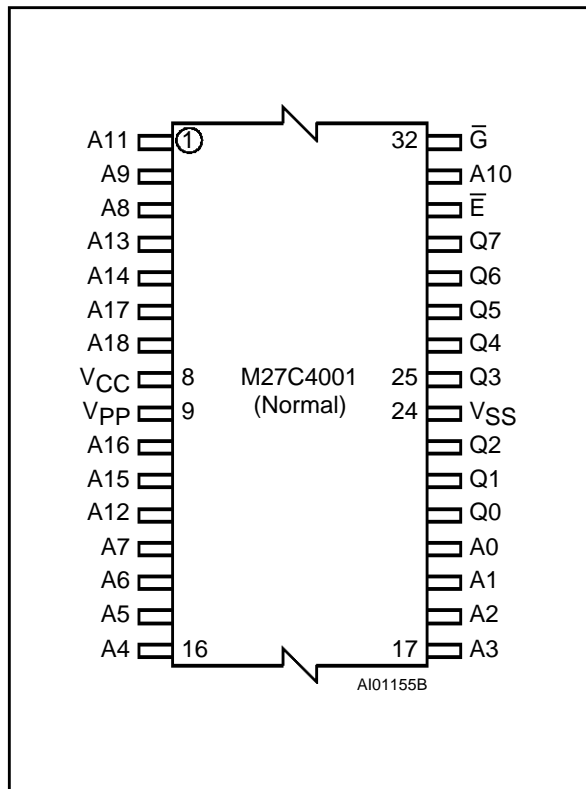 A11 1 32 G̅
A9 A10
A8 E̅
A13 Q7
A14 Q6
A17 Q5
A18 Q4
VCC 8 M27C4001 25 Q3
VPP 9 (Normal) 24 VSS
A16 Q2
A15 Q1
A12 Q0
A7 A0
A6 A1
A5 A2
A4 16 17 A3
AI01155B